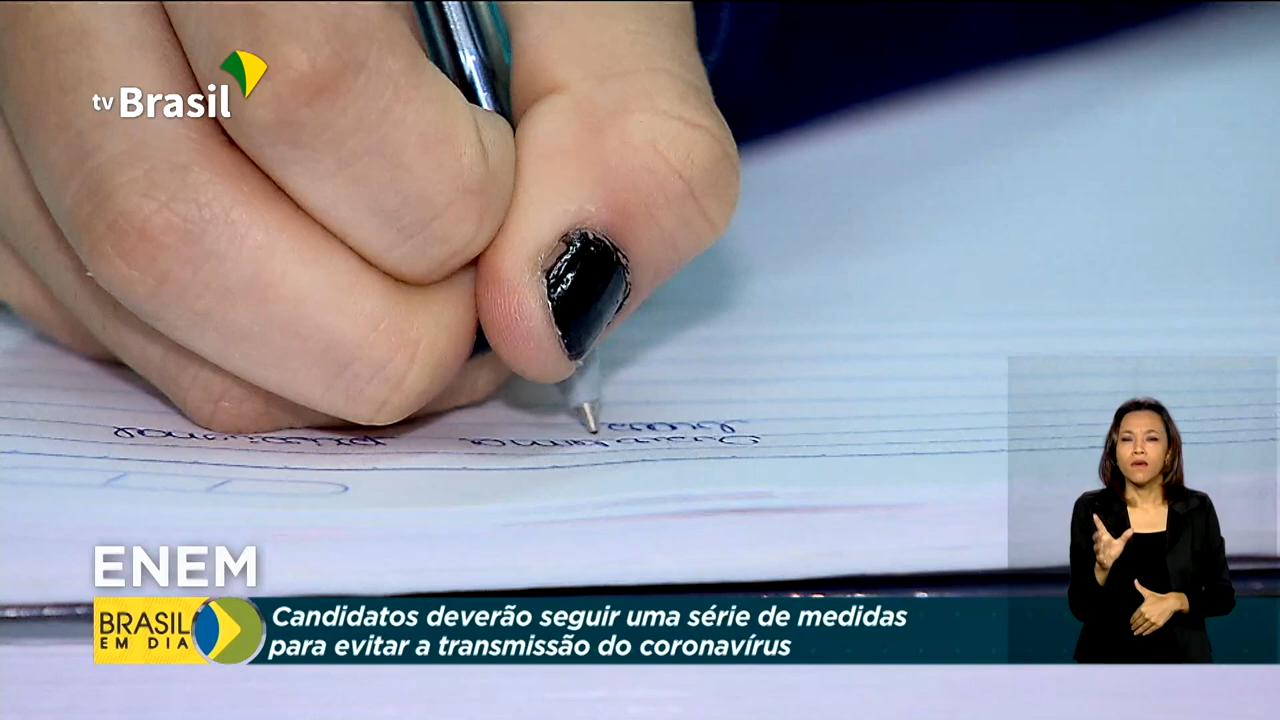 tv Brasil
ENEM
BRASIL
EM DIA
Candidatos deverão seguir uma série de medidas
para evitar a transmissão do coronavírus